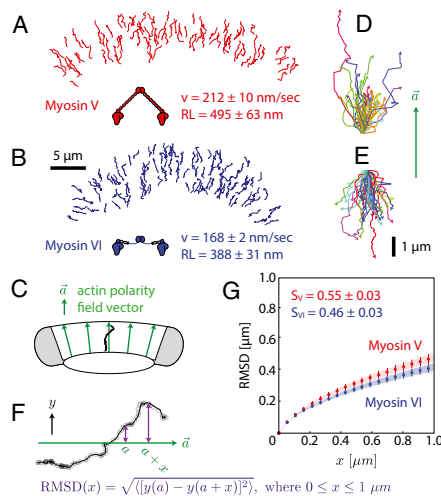 A
Myosin V
v = 212 ± 10 nm/sec
RL = 495 ± 63 nm
B
5 μm
Myosin VI
v = 168 ± 2 nm/sec
RL = 388 ± 31 nm
C
a⃗ actin polarity
field vector
D
a⃗
E
1 μm
F
y
a⃗
a
a + x
RMSD(x) = √⟨[y(a) − y(a + x)]²⟩, where 0 ≤ x ≤ 1 μm
G
S_V = 0.55 ± 0.03
S_VI = 0.46 ± 0.03
RMSD [μm]
0.8
0.6
0.4
0.2
Myosin V
Myosin VI
0 0.2 0.4 0.6 0.8 1.0
x [μm]